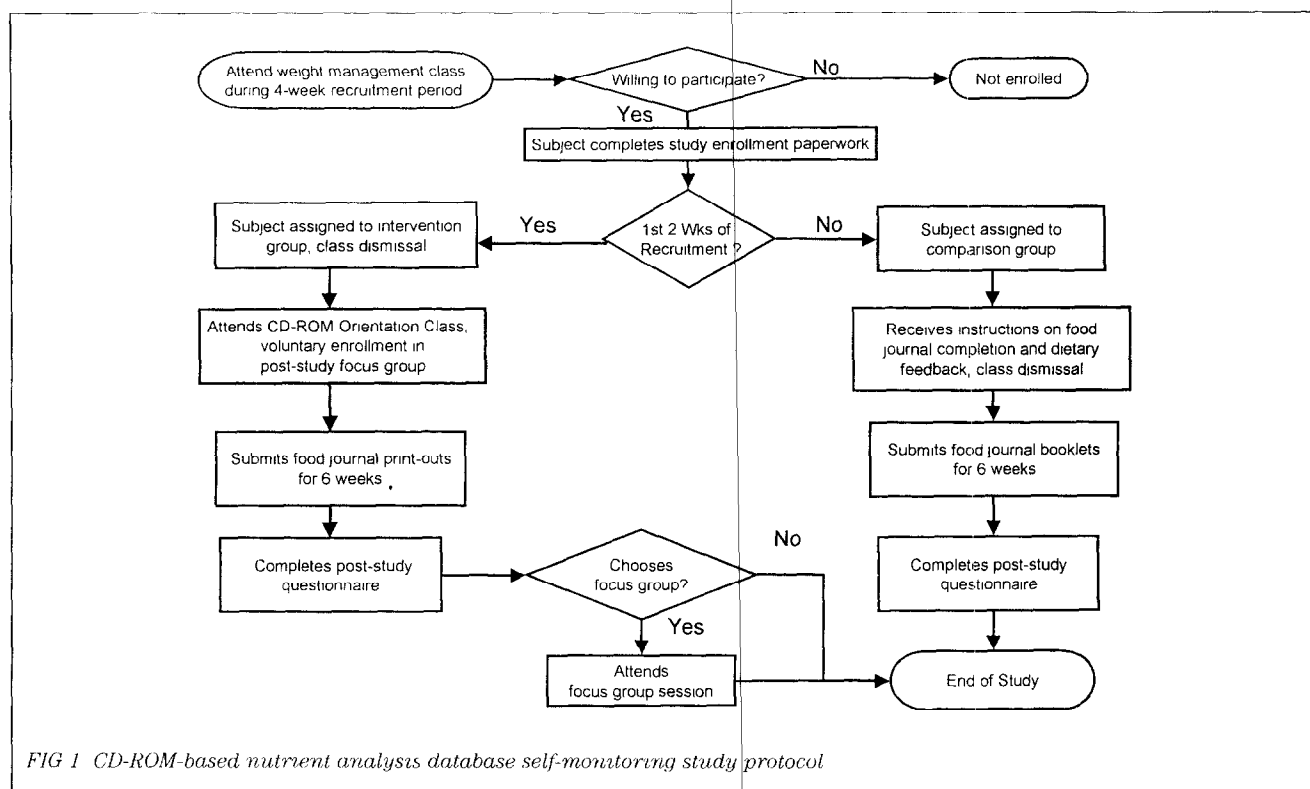 Attend weight management class
during 4-week recruitment period
Willing to participate?
No
Not enrolled
Yes
Subject completes study enrollment paperwork
Subject assigned to intervention
group, class dismissal
Yes
1st 2 Wks of
Recruitment ?
No
Subject assigned to
comparison group
Attends CD-ROM Orientation Class,
voluntary enrollment in
post-study focus group
Receives instructions on food
journal completion and dietary
feedback, class dismissal
Submits food journal print-outs
for 6 weeks
Submits food journal booklets
for 6 weeks
Completes post-study
questionnaire
Chooses
focus group?
No
Completes post-study
questionnaire
Yes
Attends
focus group session
End of Study
FIG 1 CD-ROM-based nutrient analysis database self-monitoring study protocol